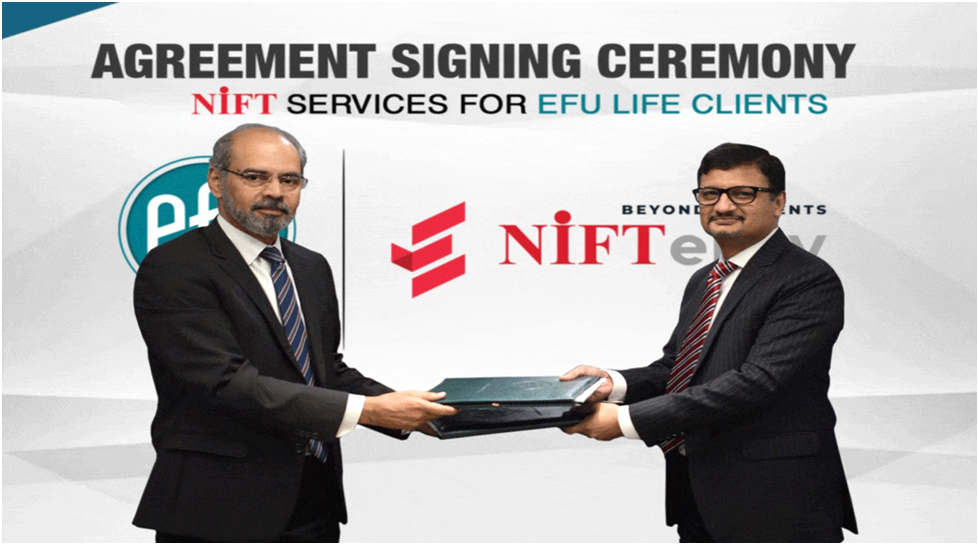 AGREEMENT SIGNING CEREMONY
NiFT SERVICES FOR EFU LIFE CLIENTS
BEYOND
NiFT